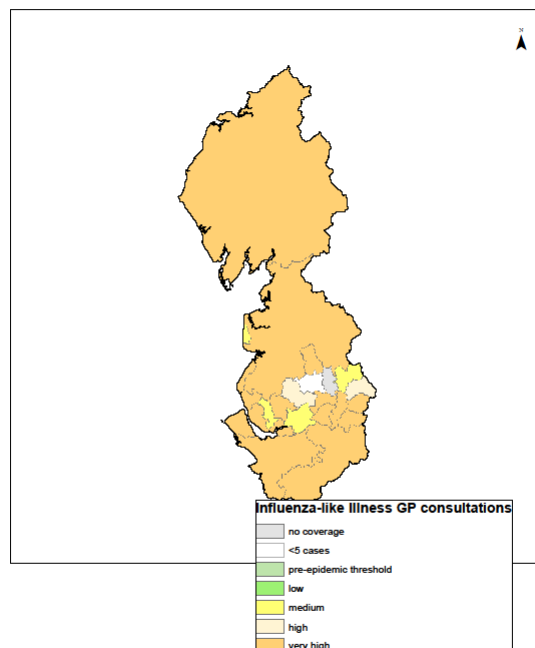 N
Influenza-like Illness GP consultations
no coverage
<5 cases
pre-epidemic threshold
low
medium
high
very high